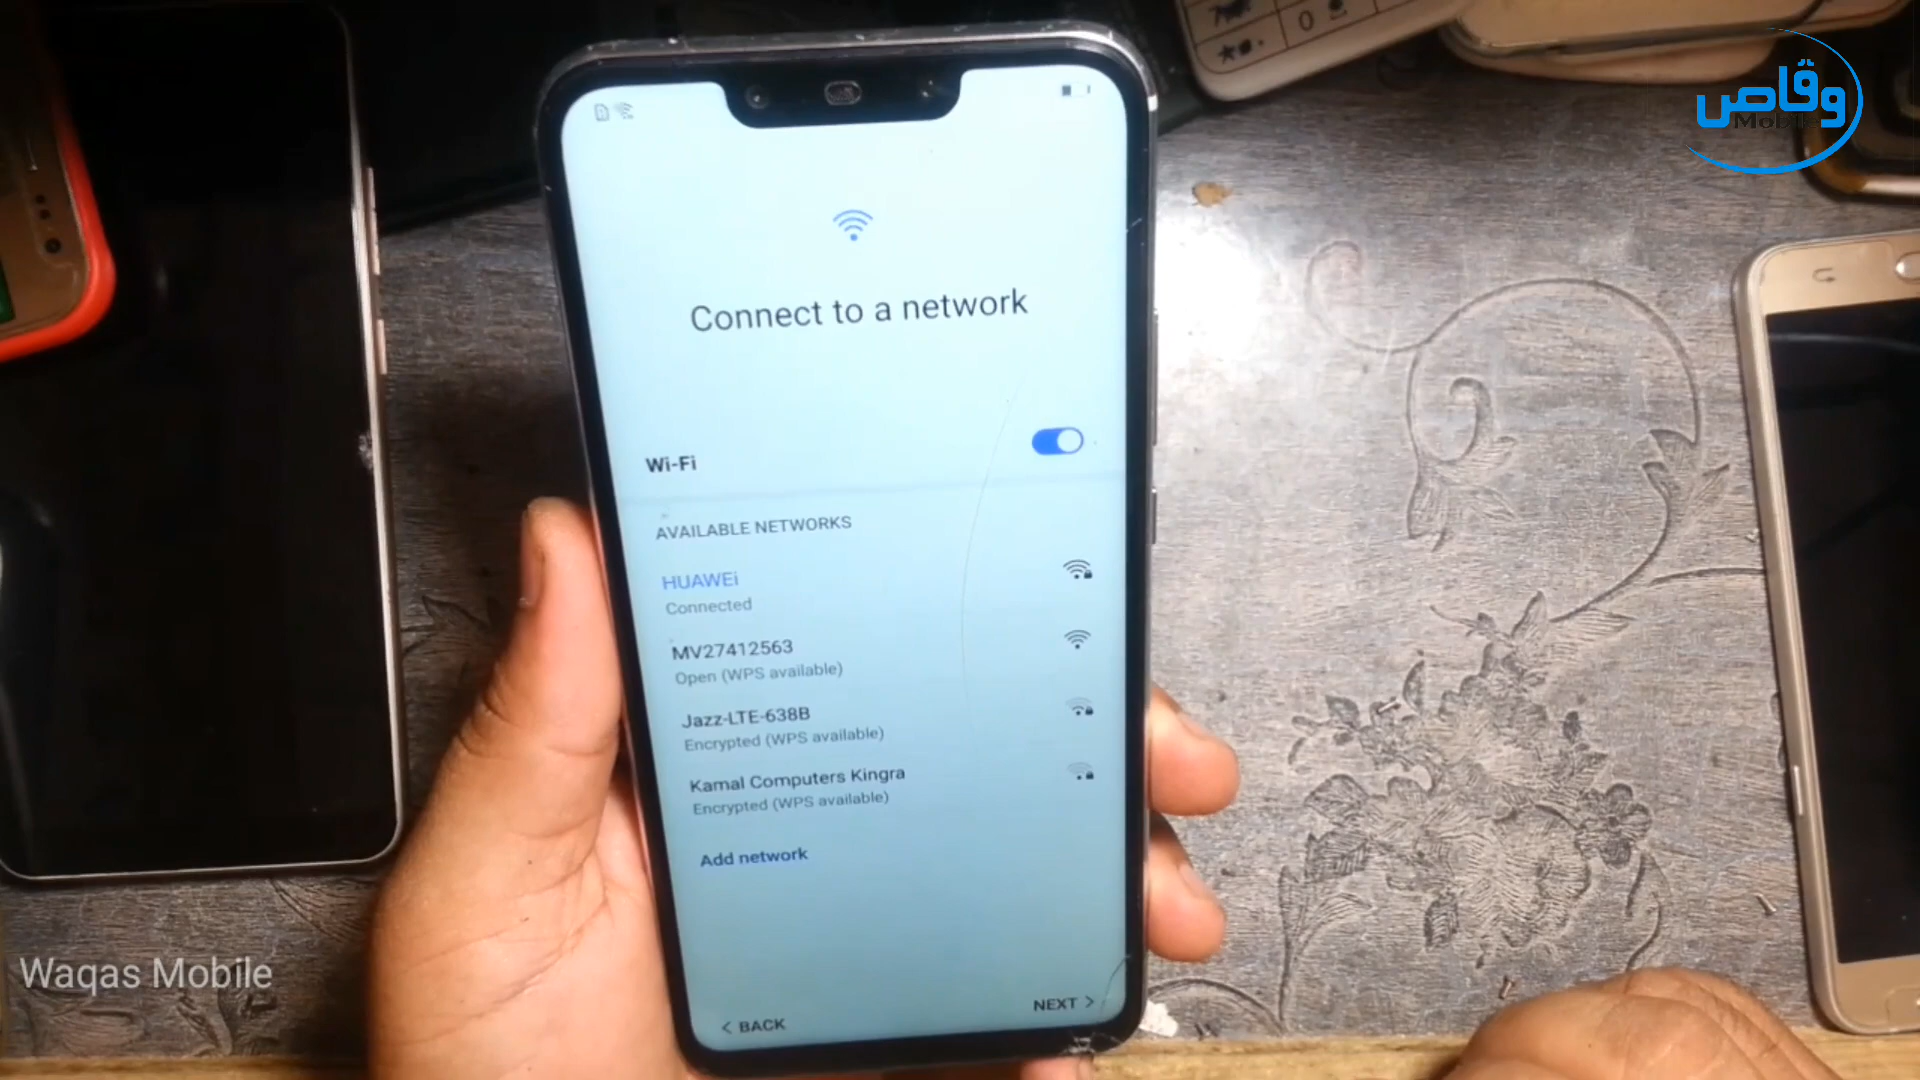 وقاص
Mobile
Connect to a network
Wi-Fi
AVAILABLE NETWORKS
HUAWEi
Connected
MV27412563
Open (WPS available)
Jazz-LTE-638B
Encrypted (WPS available)
Kamal Computers Kingra
Encrypted (WPS available)
Add network
NEXT >
< BACK
Waqas Mobile
0
*